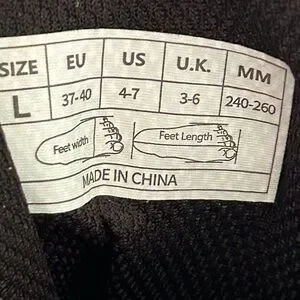 SIZE EU US U.K. MM
L 37-40 4-7 3-6 240-260
Feet width Feet Length
MADE IN CHINA